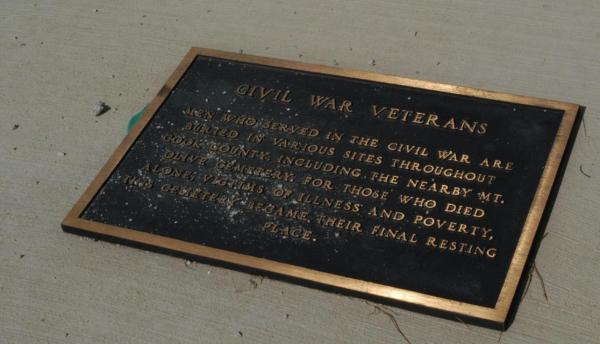 CIVIL WAR VETERANS
MEN WHO SERVED IN THE CIVIL WAR ARE
BURIED IN VARIOUS SITES THROUGHOUT
COOK COUNTY, INCLUDING THE NEARBY MT.
OLIVE CEMETERY. FOR THOSE WHO DIED
ALONE, VICTIMS OF ILLNESS AND POVERTY,
THIS CEMETERY BECAME THEIR FINAL RESTING
PLACE.